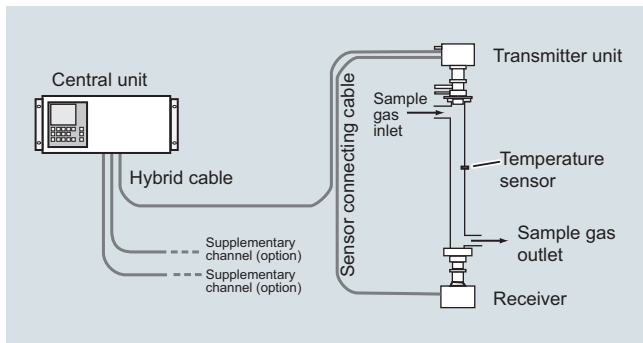 Transmitter unit
Central unit
Sample
gas
inlet
Sensor connecting cable
Temperature
sensor
Hybrid cable
Sample gas
outlet
Supplementary
channel (option)
Supplementary
channel (option)
Receiver